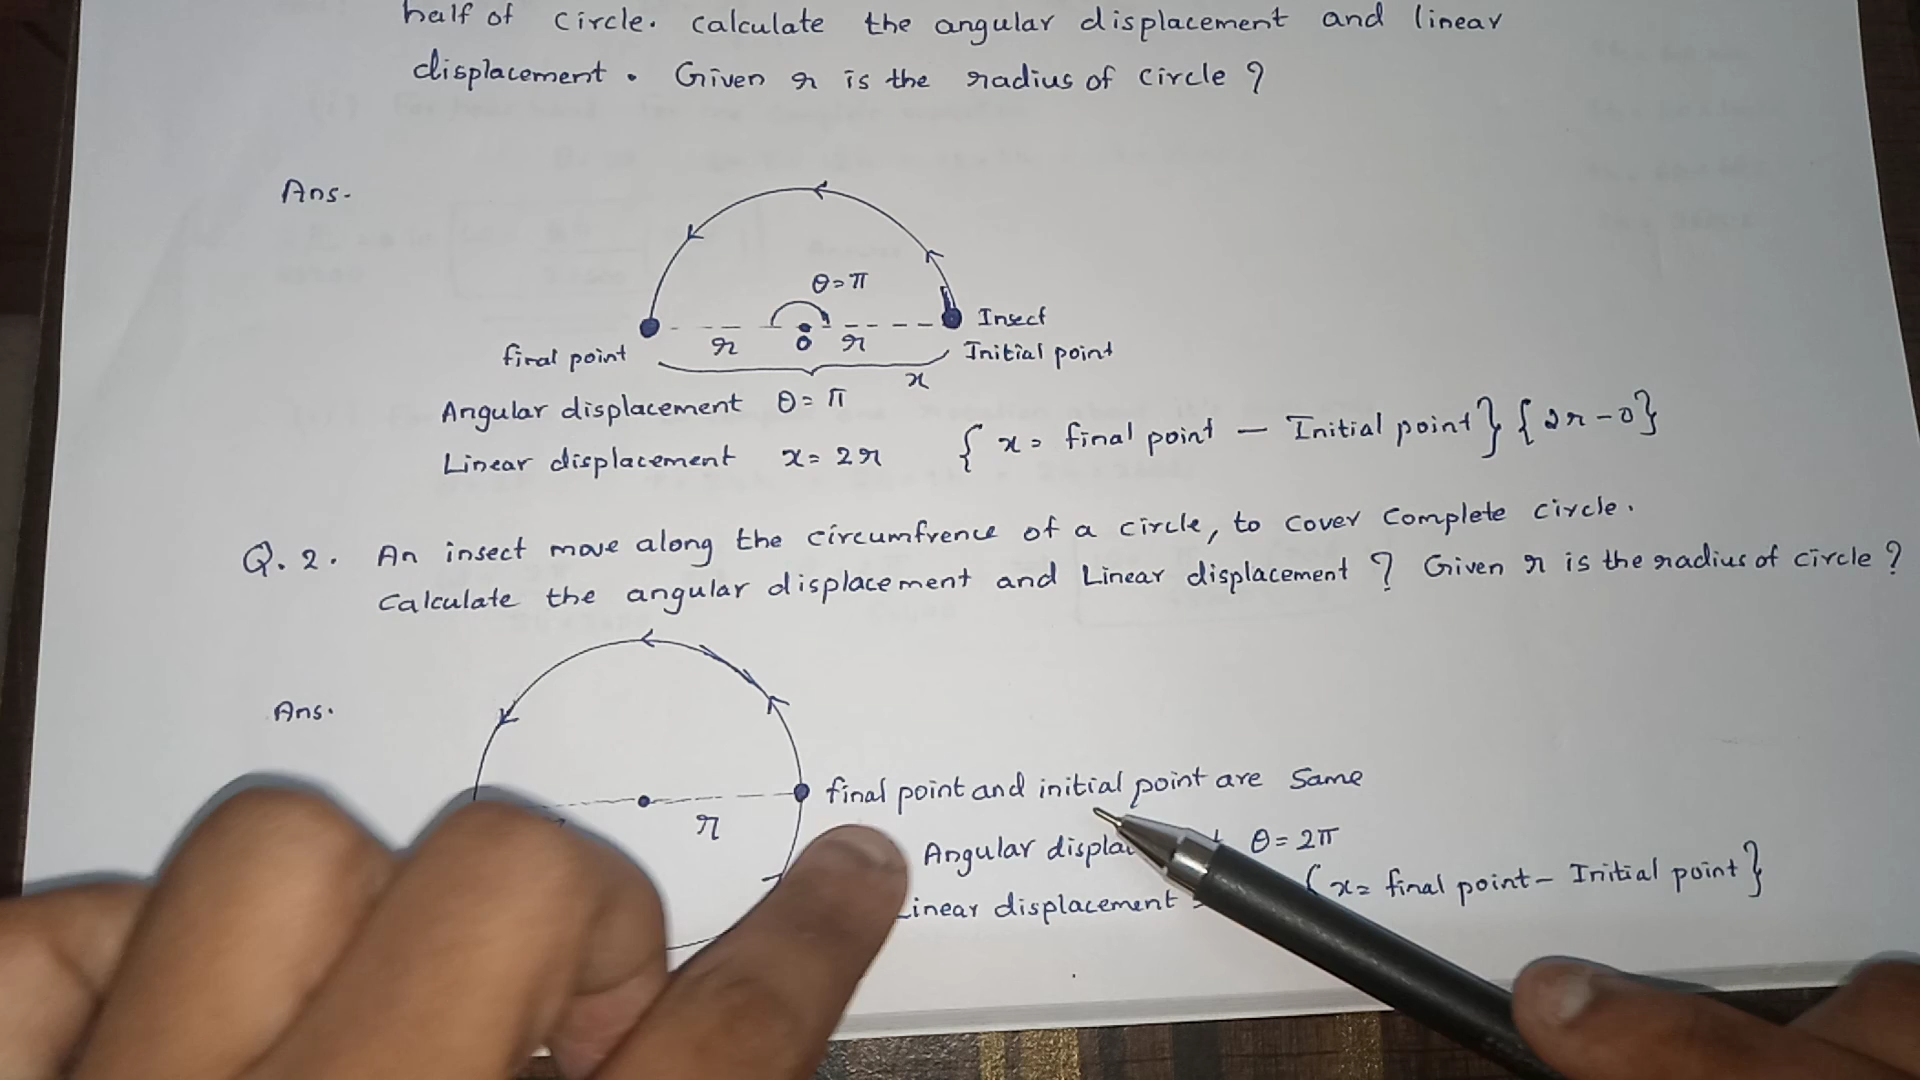 half of circle. Calculate the angular displacement and linear
displacement. Given r is the radius of circle ?
Ans.
θ=π
Insect
r 0 r
final point
Initial point
x
Angular displacement θ= π
Linear displacement x= 2r { x= final point - Initial point} {2r-0}
Q.2. An insect move along the circumfrence of a circle, to cover complete circle.
Calculate the angular displacement and Linear displacement ? Given r is the radius of circle ?
Ans.
final point and initial point are Same
r
Angular θ= 2π
Linear displacement { x= final point- Initial point}